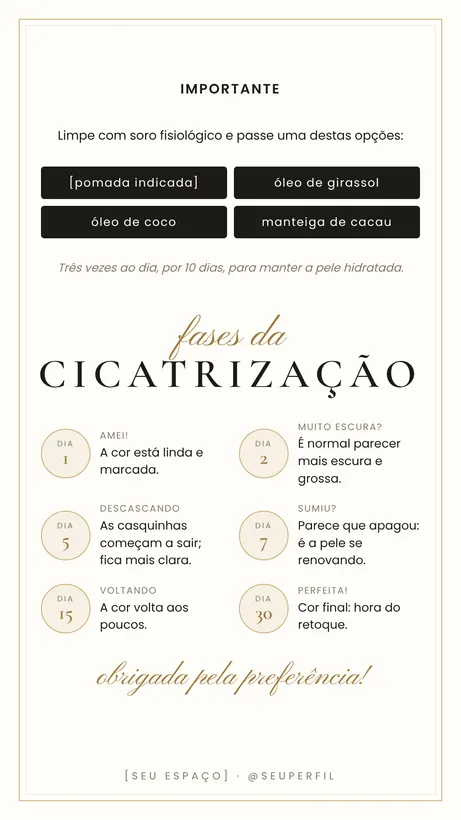 IMPORTANTE
Limpe com soro fisiológico e passe uma destas opções:
[pomada indicada]
óleo de girassol
óleo de coco
manteiga de cacau
Três vezes ao dia, por 10 dias, para manter a pele hidratada.
fases da
CICATRIZAÇÃO
DIA
1
AMEI!
A cor está linda e
marcada.
DIA
2
MUITO ESCURA?
É normal parecer
mais escura e
grossa.
DIA
5
DESCASCANDO
As casquinhas
começam a sair;
fica mais clara.
DIA
7
SUMIU?
Parece que apagou:
é a pele se
renovando.
DIA
15
VOLTANDO
A cor volta aos
poucos.
DIA
30
PERFEITA!
Cor final: hora do
retoque.
obrigada pela preferência!
[SEU ESPAÇO] · @SEUPERFIL